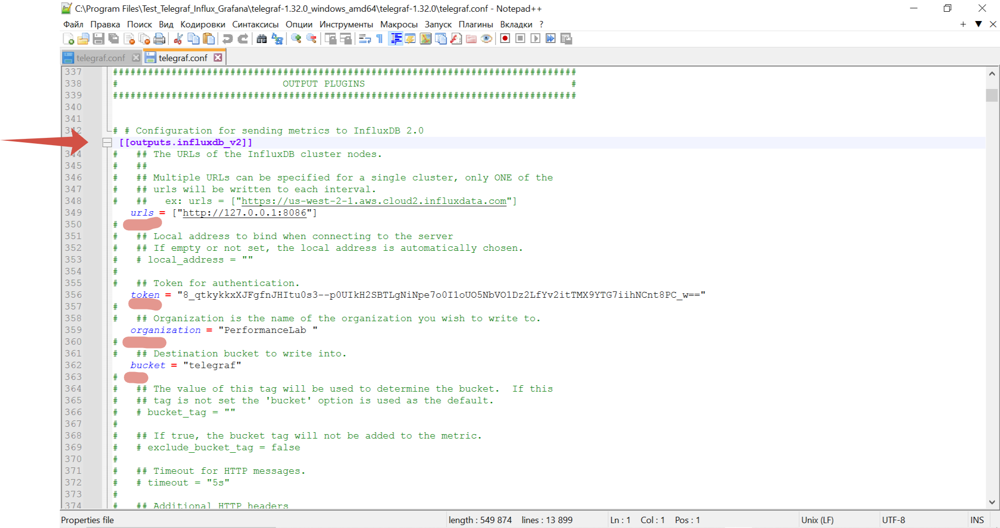 C:\Program Files\Test_Telegraf_Influx_Grafana\telegraf-1.32.0_windows_amd64\telegraf-1.32.0\telegraf.conf - Notepad++
Файл Правка Поиск Вид Кодировки Синтаксисы Опции Инструменты Макросы Запуск Плагины Вкладки ?
telegraf.conf telegraf.conf
337 ###############################################################################
338 #                            OUTPUT PLUGINS                                   #
339 ###############################################################################
340
341
342 # # Configuration for sending metrics to InfluxDB 2.0
[[outputs.influxdb_v2]]
344 #   ## The URLs of the InfluxDB cluster nodes.
345 #   ##
346 #   ## Multiple URLs can be specified for a single cluster, only ONE of the
347 #   ## urls will be written to each interval.
348 #   ##   ex: urls = ["https://us-west-2-1.aws.cloud2.influxdata.com"]
349    urls = ["http://127.0.0.1:8086"]
350 #
351 #   ## Local address to bind when connecting to the server
352 #   ## If empty or not set, the local address is automatically chosen.
353 #   # local_address = ""
354 #
355 #   ## Token for authentication.
356    token = "8_qtkykkxXJFgfnJHItu0s3--p0UIkH2SBTLgNiNpe7o0I1oUO5NbVO1Dz2LfYv2itTMX9YTG7iihNCnt8PC_w=="
357 #
358 #   ## Organization is the name of the organization you wish to write to.
359    organization = "PerformanceLab "
360 #
361 #   ## Destination bucket to write into.
362    bucket = "telegraf"
363 #
364 #   ## The value of this tag will be used to determine the bucket.  If this
365 #   ## tag is not set the 'bucket' option is used as the default.
366 #   # bucket_tag = ""
367 #
368 #   ## If true, the bucket tag will not be added to the metric.
369 #   # exclude_bucket_tag = false
370 #
371 #   ## Timeout for HTTP messages.
372 #   # timeout = "5s"
373 #
374 #   ## Additional HTTP headers
Properties file length : 549 874 lines : 13 899 Ln : 1 Col : 1 Pos : 1 Unix (LF) UTF-8 INS